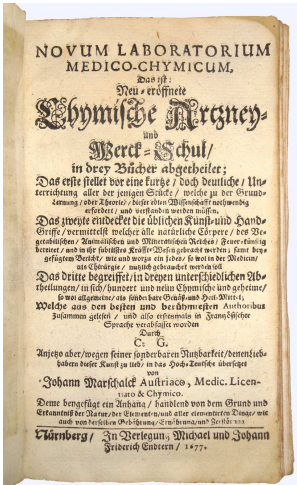 NOVUM LABORATORIUM
MEDICO-CHYMICUM,
Das ist:
Neu-eröffnete
Chymische Artzney-
und
Werck-Schul/
in drey Bücher abgetheilet;
Das erste stellet vor eine kurtze / doch deutliche / Un-
terrichtung aller der jenigen Stücke / welche zu der Grund-
Lernung / oder Theorie / dieser edlen Wissenschafft nothwendig
erfordert / und verstanden werden müssen.
Das zweyte entdecket die üblichen Kunst-und Hand-
Griffe / vermittelst welcher alle natürliche Cörper / des Ve-
getabilischen / Animalischen und Mineralischen Reiches / Feuer-künstig
bereitet / und in ihr subtilstes Kräffte-Wesen gebracht werden; samt bey-
gefügtem Bericht / wie und worzu ein jedes / so wol in der Medicin /
als Chirurgie / nutzlich gebrauchet werden soll
Das dritte begreiffet / in dreyen unterschiedlichen Ab-
theilungen / in sich / hundert und neun Chymische und geheime /
so wol allgemeine / als sonderbare und Heil-Mittel /
Welche aus den besten und berühmtesten Authoribus
zusammen gelesen / und also erstesmals in Frantzösischer
Sprache verabfasset worden
Durch
C: G.
Anjetzo aber / wegen seiner sonderbaren Nutzbarkeit / denen Lieb-
habern dieser Kunst zu lieb / in das Hoch-Teutsche übersetzet
von
Johann Marschalck Austriaco, Medic. Licen-
tiato & Chymico.
Deme bengefügt ein Anhang / handlend von dem Grund und
Erkanntniß der Natur / der Elementen / und aller elementirten Dinge / wie
auch von derselben Gebährung / Ernährung / und
Nürnberg / In Verlegung Michael und Johann
Friderich Endtern / 1677.